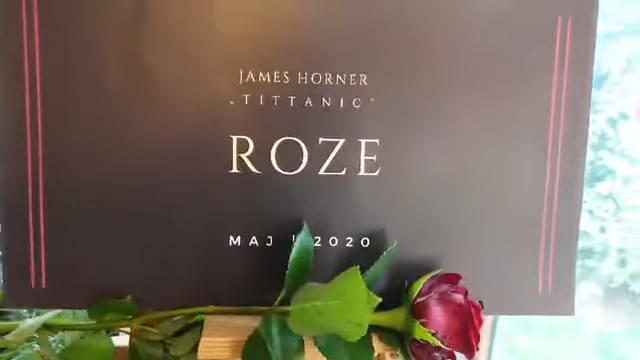 JAMES HORNER
„TITTANIC"
ROZE
MAJ | 2020